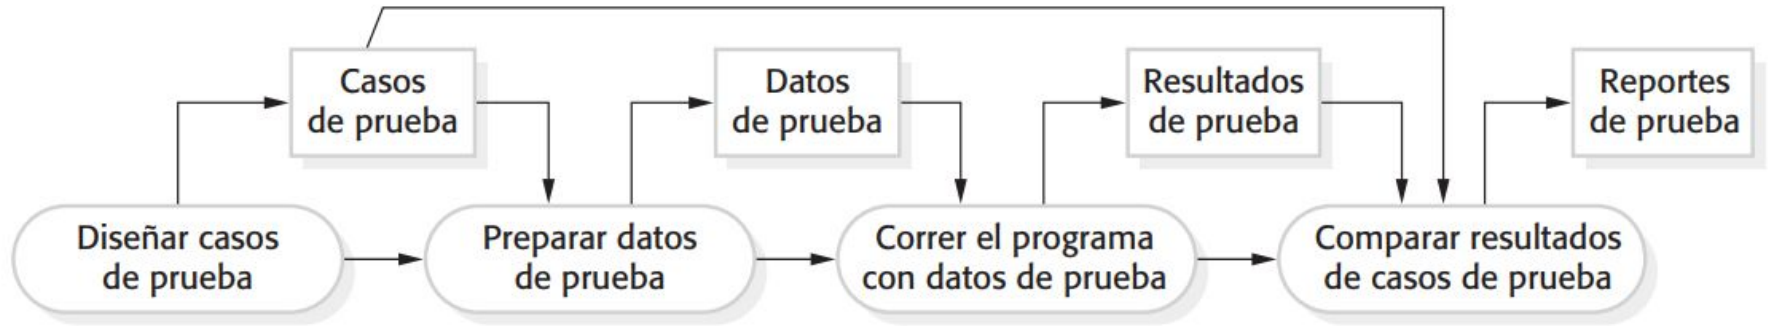 Casos
de prueba
Datos
de prueba
Resultados
de prueba
Reportes
de prueba
Diseñar casos
de prueba
Preparar datos
de prueba
Correr el programa
con datos de prueba
Comparar resultados
de casos de prueba